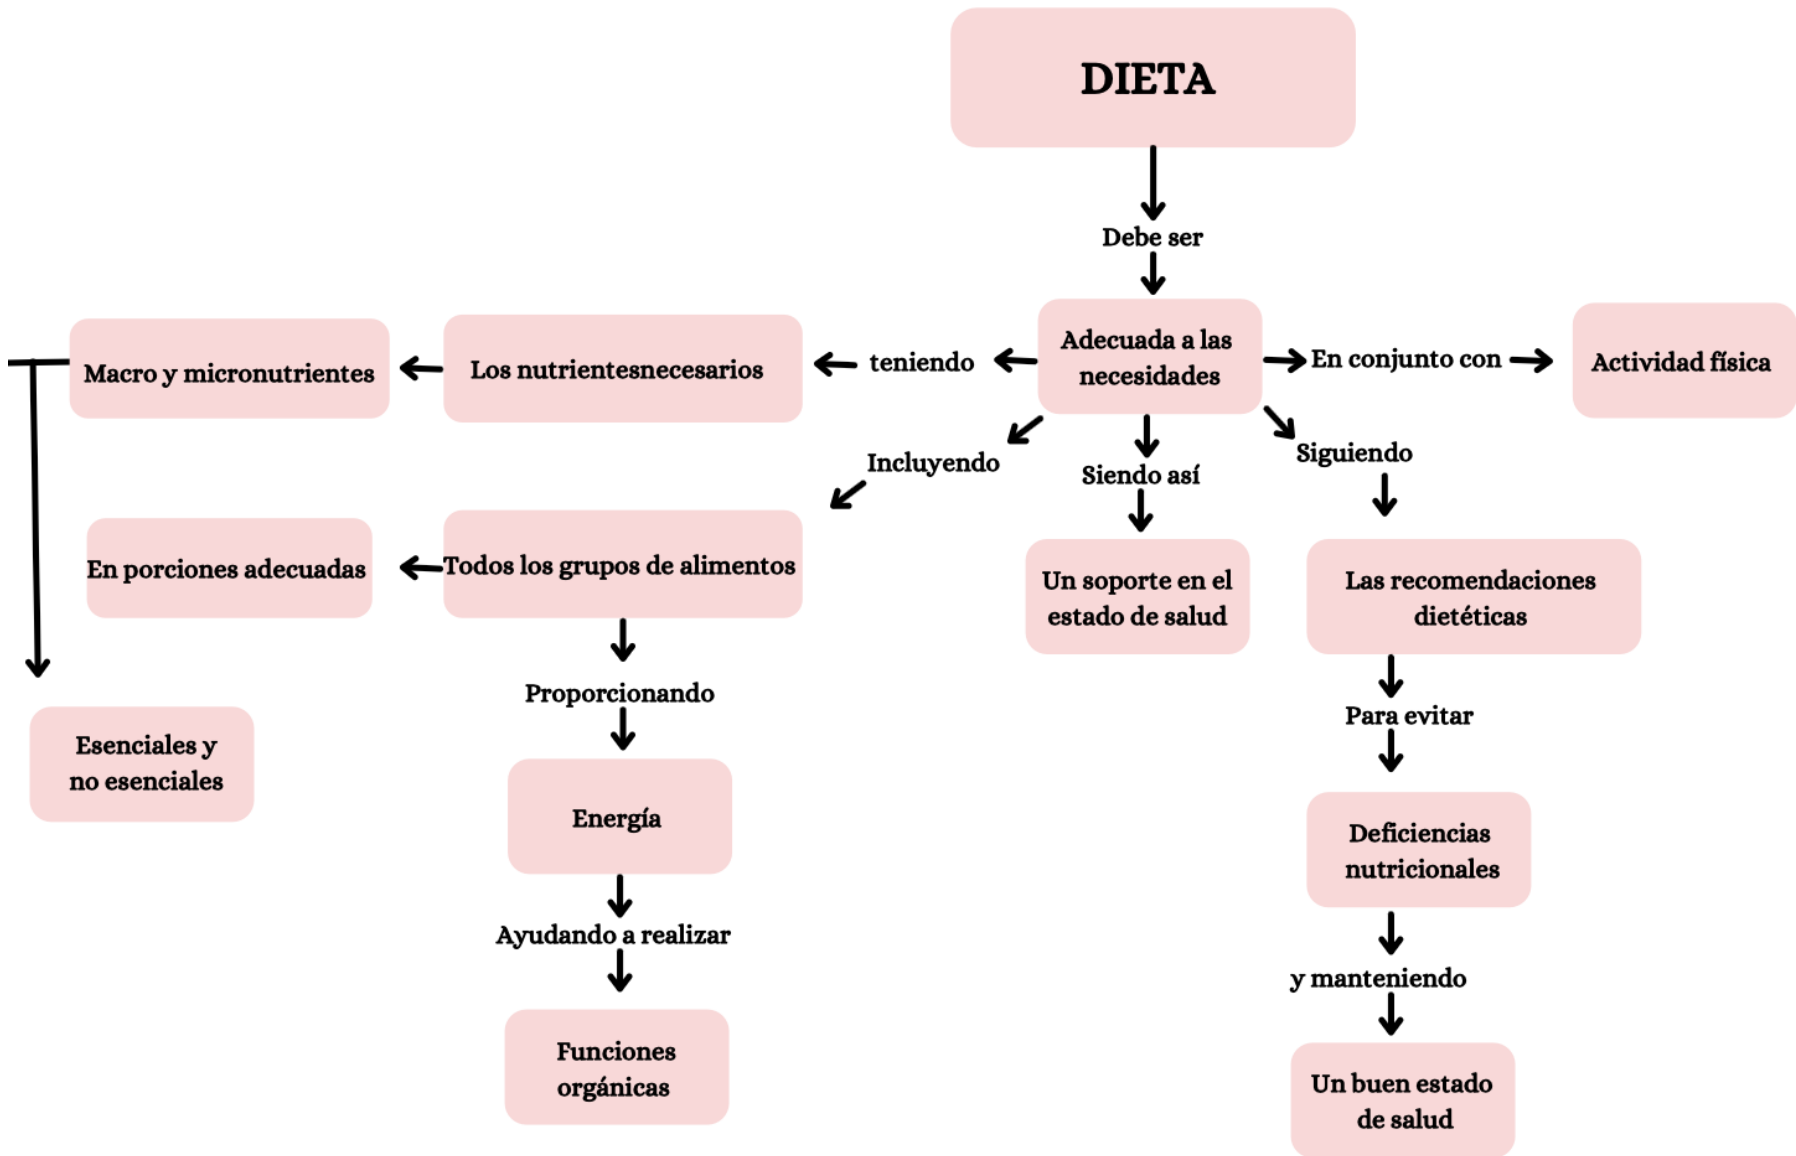 DIETA
Debe ser
Adecuada a las
necesidades
teniendo
Los nutrientesnecesarios
Macro y micronutrientes
Esenciales y
no esenciales
Incluyendo
Todos los grupos de alimentos
En porciones adecuadas
Proporcionando
Energía
Ayudando a realizar
Funciones
orgánicas
Siendo así
Un soporte en el
estado de salud
Siguiendo
Las recomendaciones
dietéticas
Para evitar
Deficiencias
nutricionales
y manteniendo
Un buen estado
de salud
En conjunto con
Actividad física